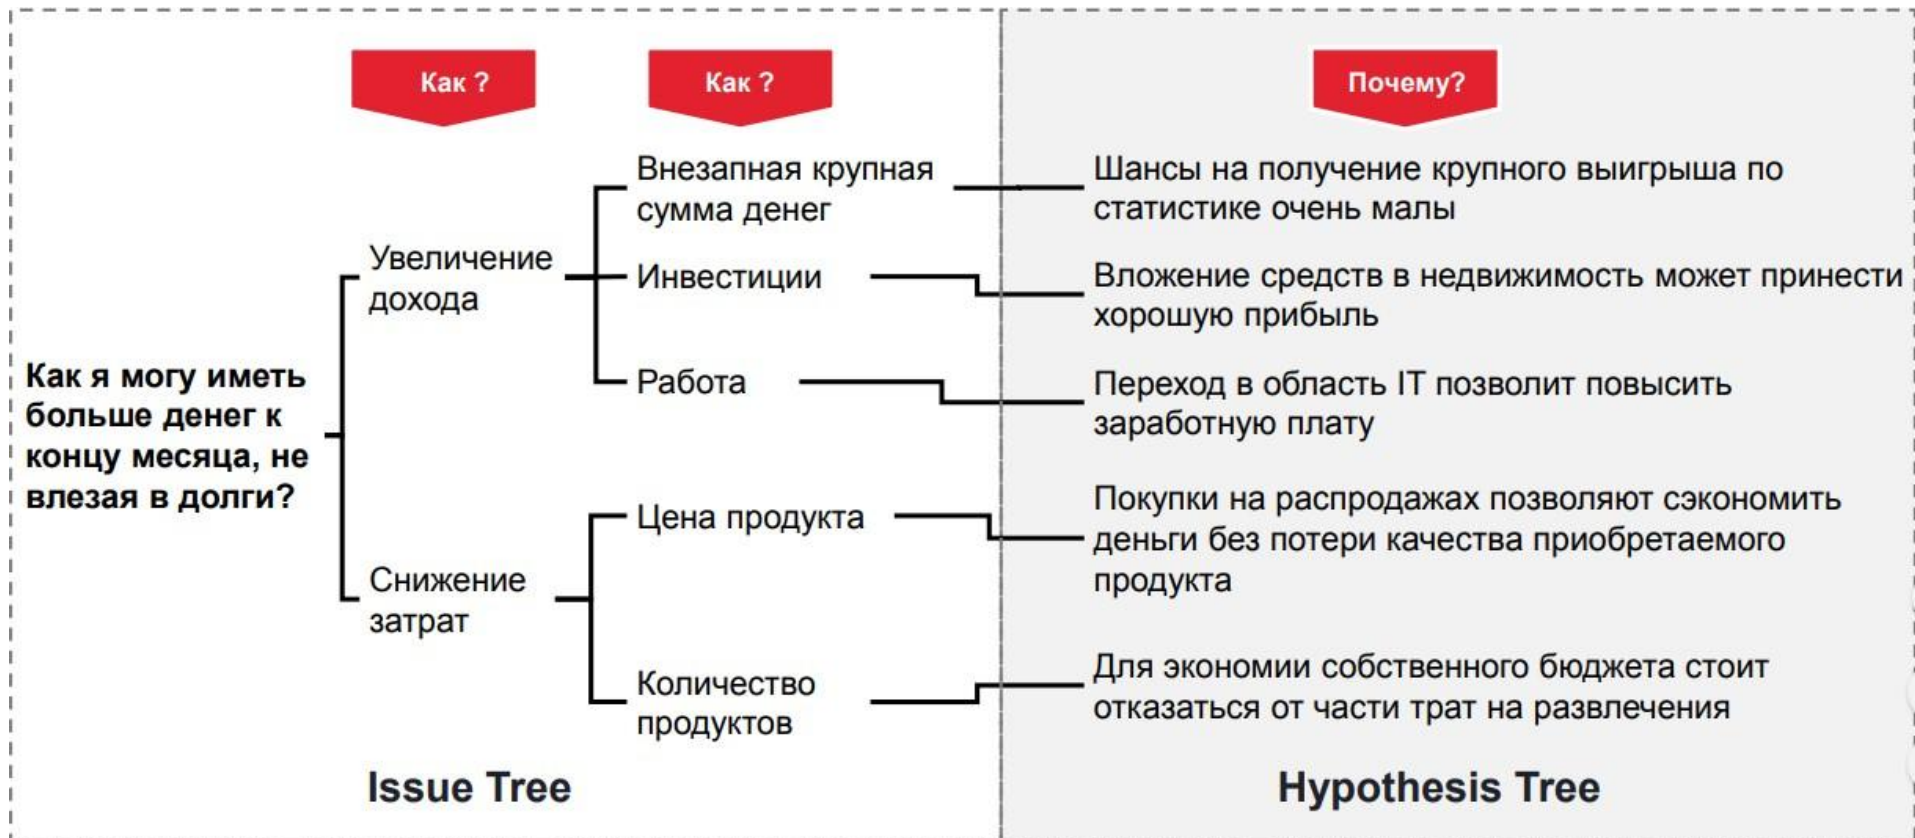 Как ?
Как ?
Почему?
Внезапная крупная
сумма денег
Шансы на получение крупного выигрыша по
статистике очень малы
Увеличение
дохода
Инвестиции
Вложение средств в недвижимость может принести
хорошую прибыль
Работа
Переход в область IT позволит повысить
заработную плату
Как я могу иметь
больше денег к
концу месяца, не
влезая в долги?
Цена продукта
Покупки на распродажах позволяют сэкономить
деньги без потери качества приобретаемого
продукта
Снижение
затрат
Количество
продуктов
Для экономии собственного бюджета стоит
отказаться от части трат на развлечения
Issue Tree
Hypothesis Tree